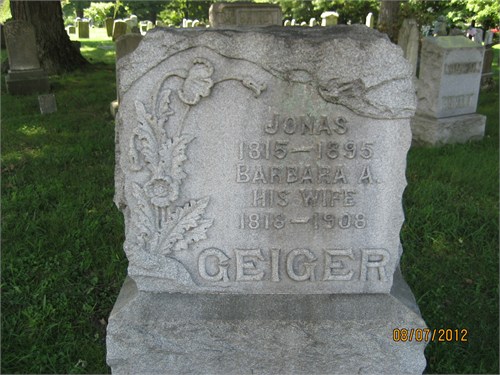 JONAS
1815–1895
BARBARA A.
HIS WIFE
1818–1908
GEIGER
08/07/2012